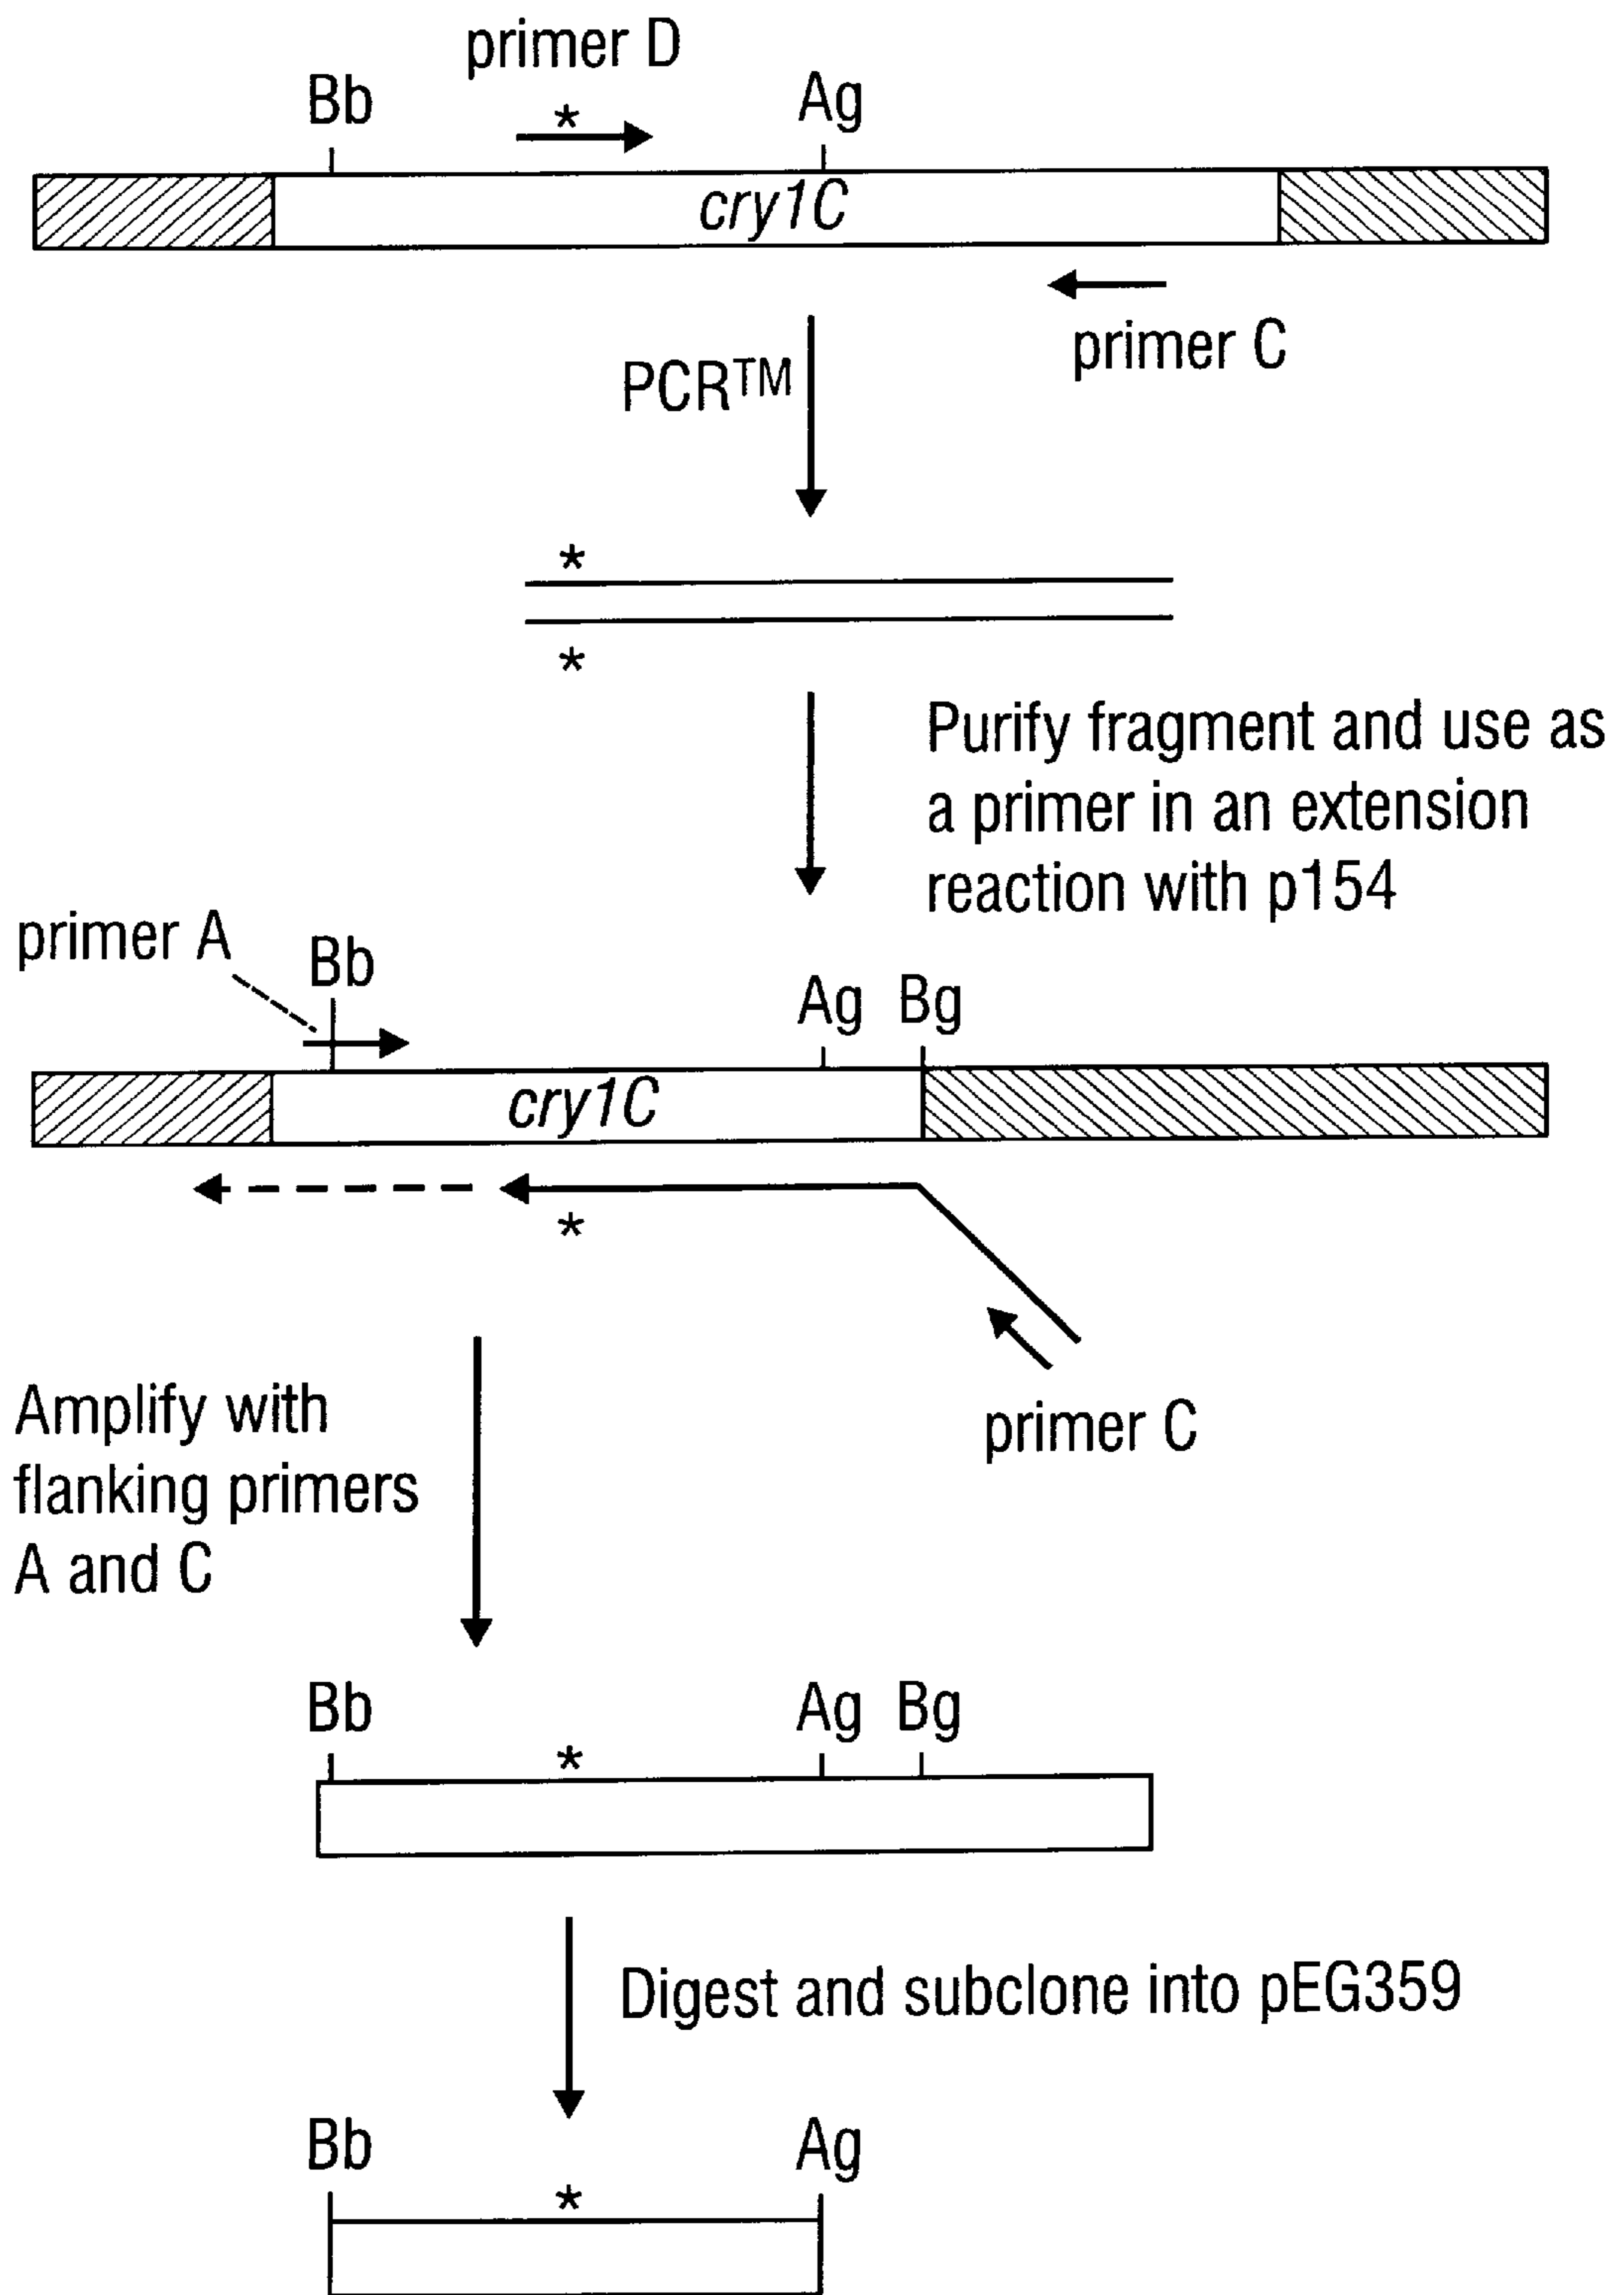 primer D
Bb
*
Ag
cry1C
primer C
PCR™
*
*
Purify fragment and use as
a primer in an extension
reaction with p154
primer A
Bb
Ag
Bg
cry1C
*
primer C
Amplify with
flanking primers
A and C
Bb
*
Ag
Bg
Digest and subclone into pEG359
Bb
*
Ag